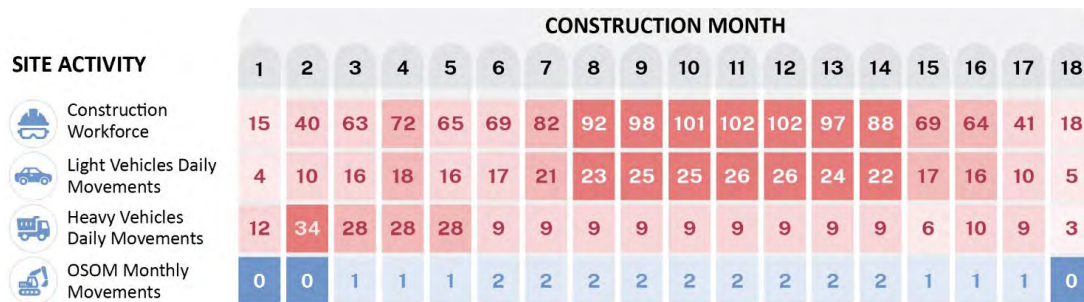 CONSTRUCTION MONTH
SITE ACTIVITY 1 2 3 4 5 6 7 8 9 10 11 12 13 14 15 16 17 18
Construction
Workforce 15 40 63 72 65 69 82 92 98 101 102 102 97 88 69 64 41 18
Light Vehicles Daily
Movements 4 10 16 18 16 17 21 23 25 25 26 26 24 22 17 16 10 5
Heavy Vehicles
Daily Movements 12 34 28 28 28 9 9 9 9 9 9 9 9 9 6 10 9 3
OSOM Monthly
Movements 0 0 1 1 1 2 2 2 2 2 2 2 2 2 1 1 1 0